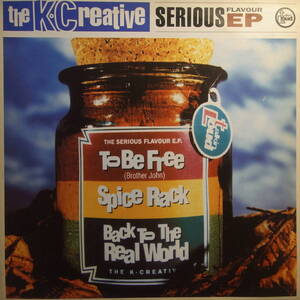 the K·Creative SERIOUS
FLAVOUR
EP
THE SERIOUS FLAVOUR E.P.
To Be Free
(Brother John)
Spice Rack
Back To The
Real World
THE K-CREATIV